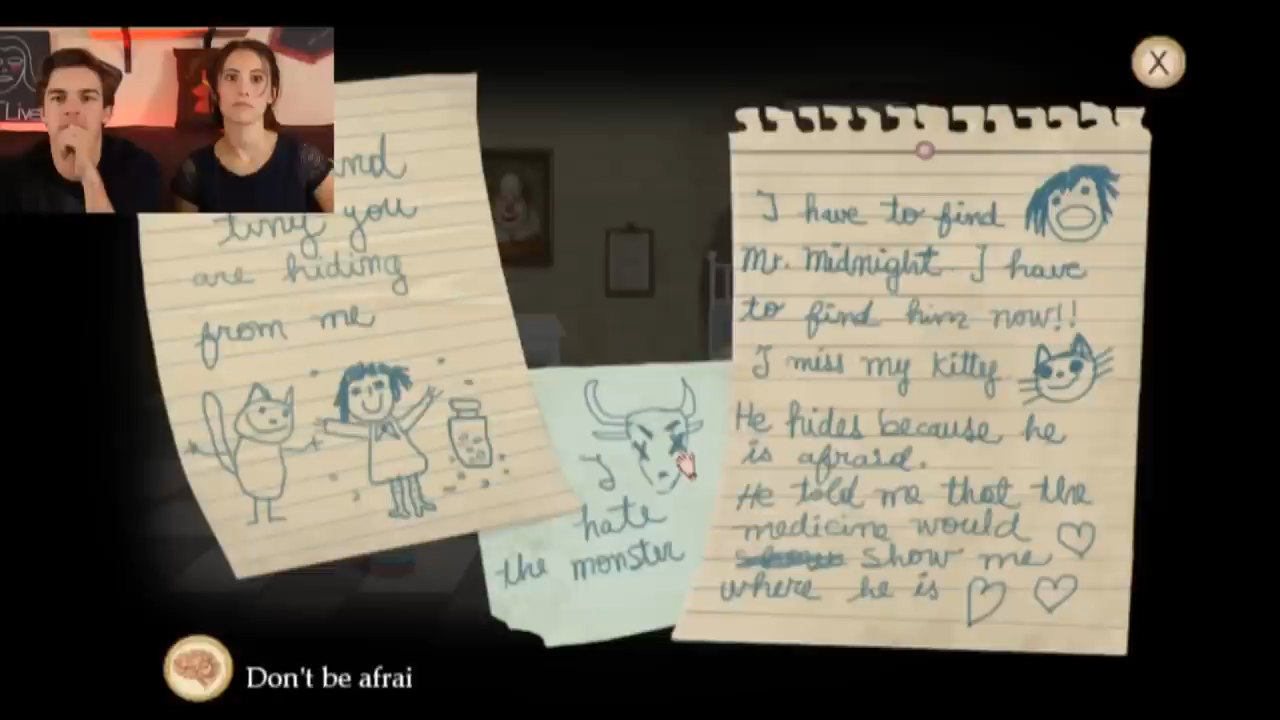 Live
nd
tiny you
are hiding
from me
I
hate
the monster
I have to find
Mr. Midnight. I have
to find him now!!
I miss my kitty
He hides because he
is afraid.
He told me that the
medicine would
show me
where he is
X
Don't be afrai